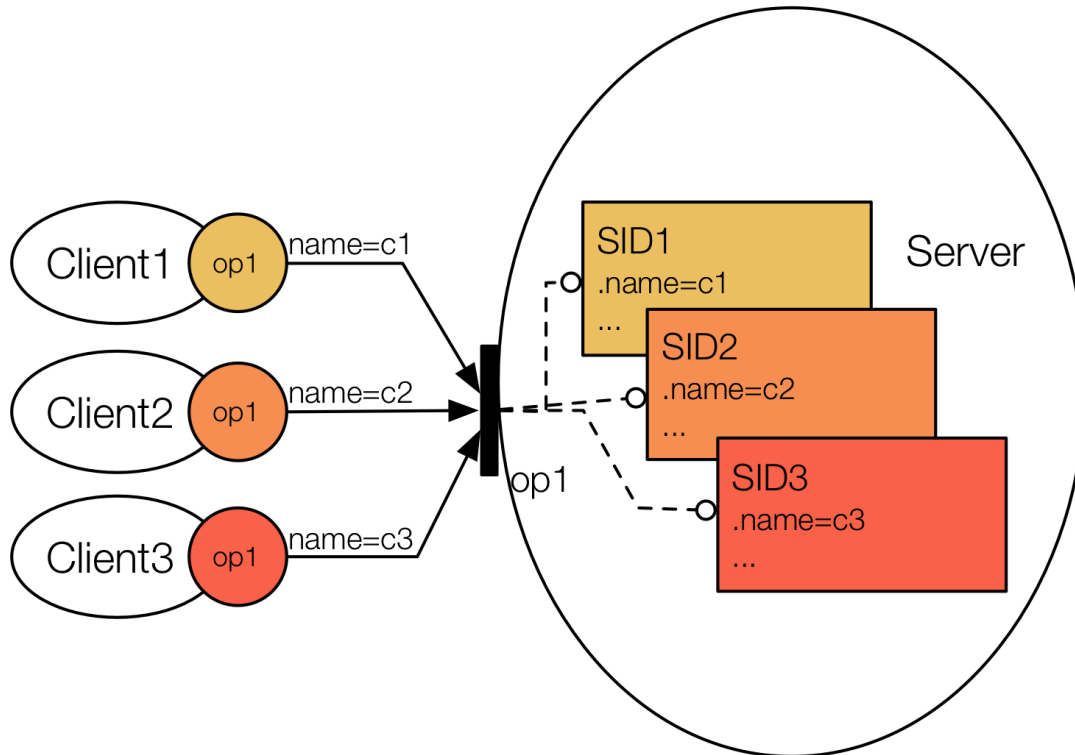 Client1
op1
name=c1
Client2
op1
name=c2
Client3
op1
name=c3
op1
SID1
.name=c1
...
SID2
.name=c2
...
SID3
.name=c3
...
Server